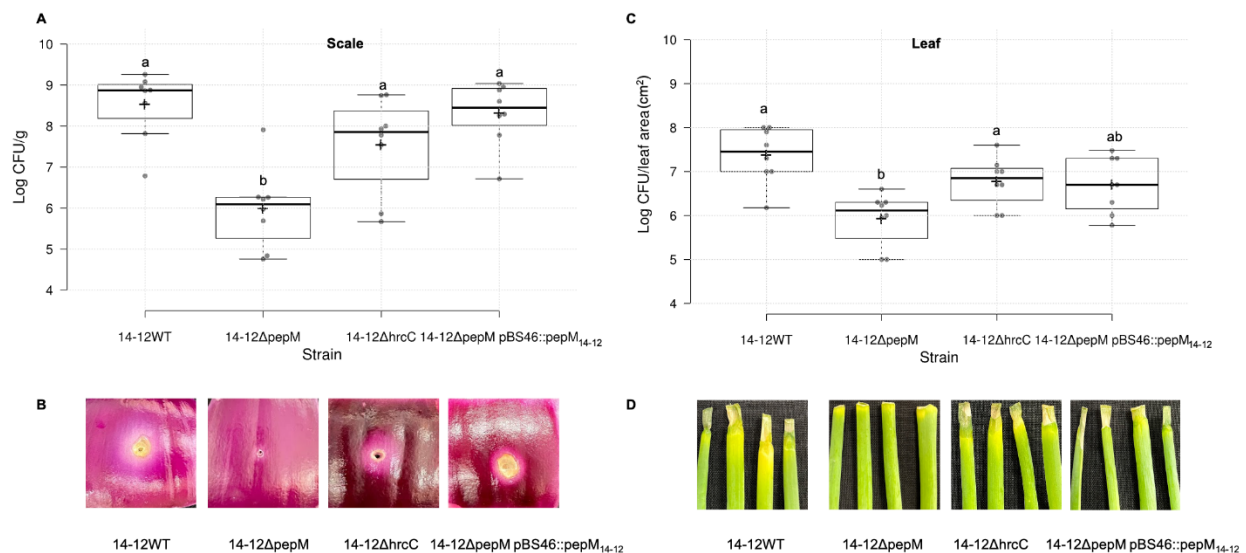 A
Scale
Log CFU/g
10
9
8
7
6
5
4
a
b
a
a
14-12WT
14-12ΔpepM
14-12ΔhrcC
14-12ΔpepM pBS46::pepM14-12
Strain
C
Leaf
Log CFU/leaf area(cm²)
10
9
8
7
6
5
4
a
b
a
ab
14-12WT
14-12ΔpepM
14-12ΔhrcC
14-12ΔpepM pBS46::pepM14-12
Strain
B
14-12WT
14-12ΔpepM
14-12ΔhrcC
14-12ΔpepM pBS46::pepM14-12
D
14-12WT
14-12ΔpepM
14-12ΔhrcC
14-12ΔpepM pBS46::pepM14-12